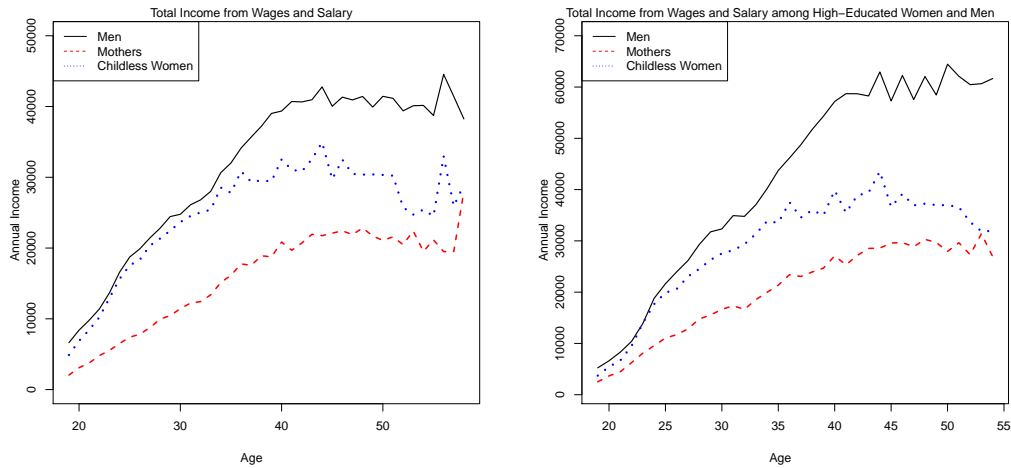 Total Income from Wages and Salary
Men
Mothers
Childless Women
50000
40000
30000
20000
10000
0
Annual Income
20
30
40
50
Age
Total Income from Wages and Salary among High−Educated Women and Men
Men
Mothers
Childless Women
70000
60000
50000
40000
30000
20000
10000
0
Annual Income
20
25
30
35
40
45
50
55
Age